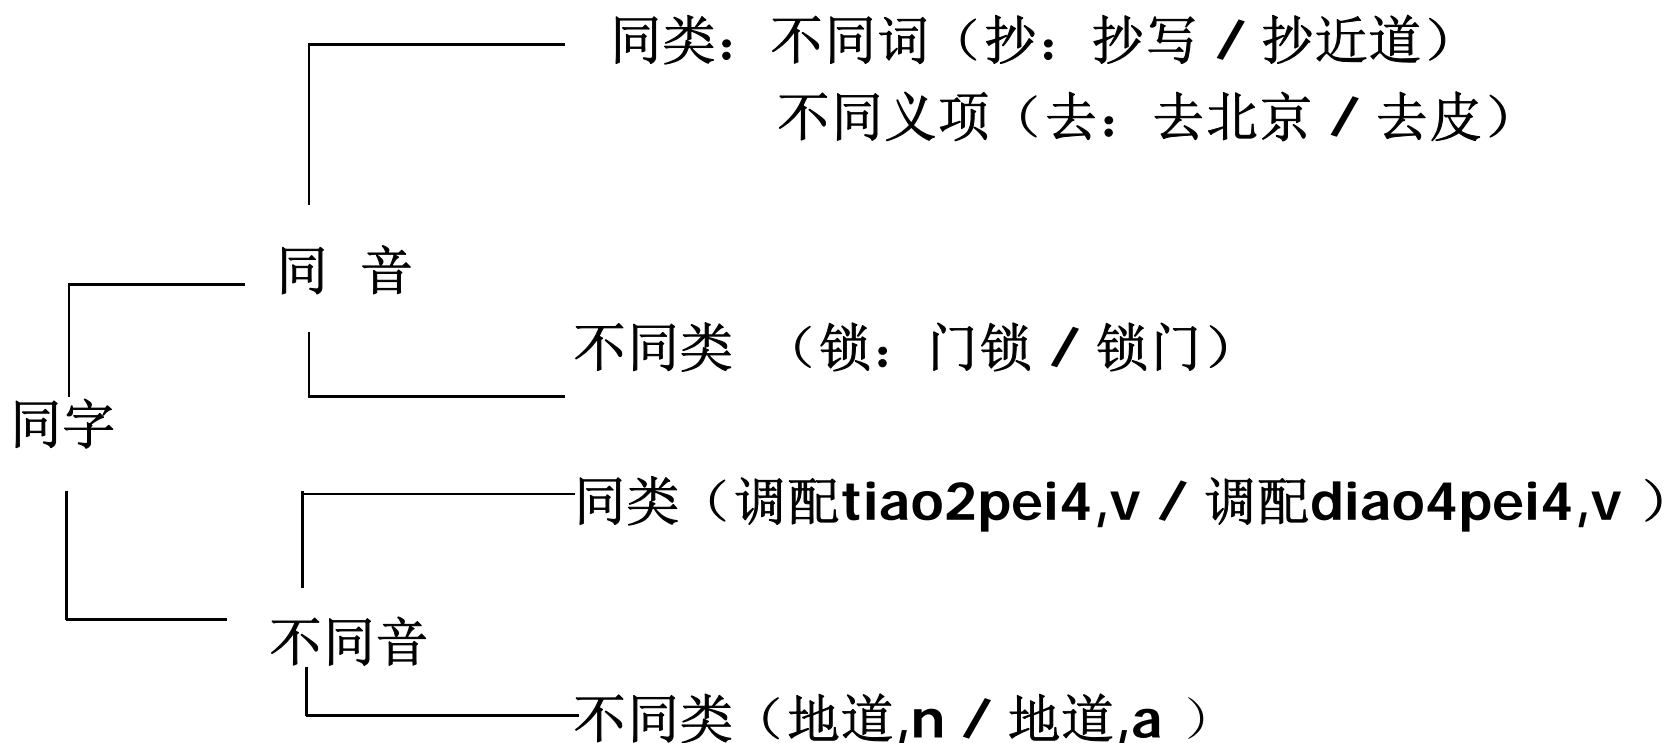 同类：不同词（抄：抄写 / 抄近道）
不同义项（去：去北京 / 去皮）
同 音
不同类 （锁：门锁 / 锁门）
同字
同类（调配tiao2pei4,v / 调配diao4pei4,v ）
不同音
不同类（地道,n / 地道,a ）